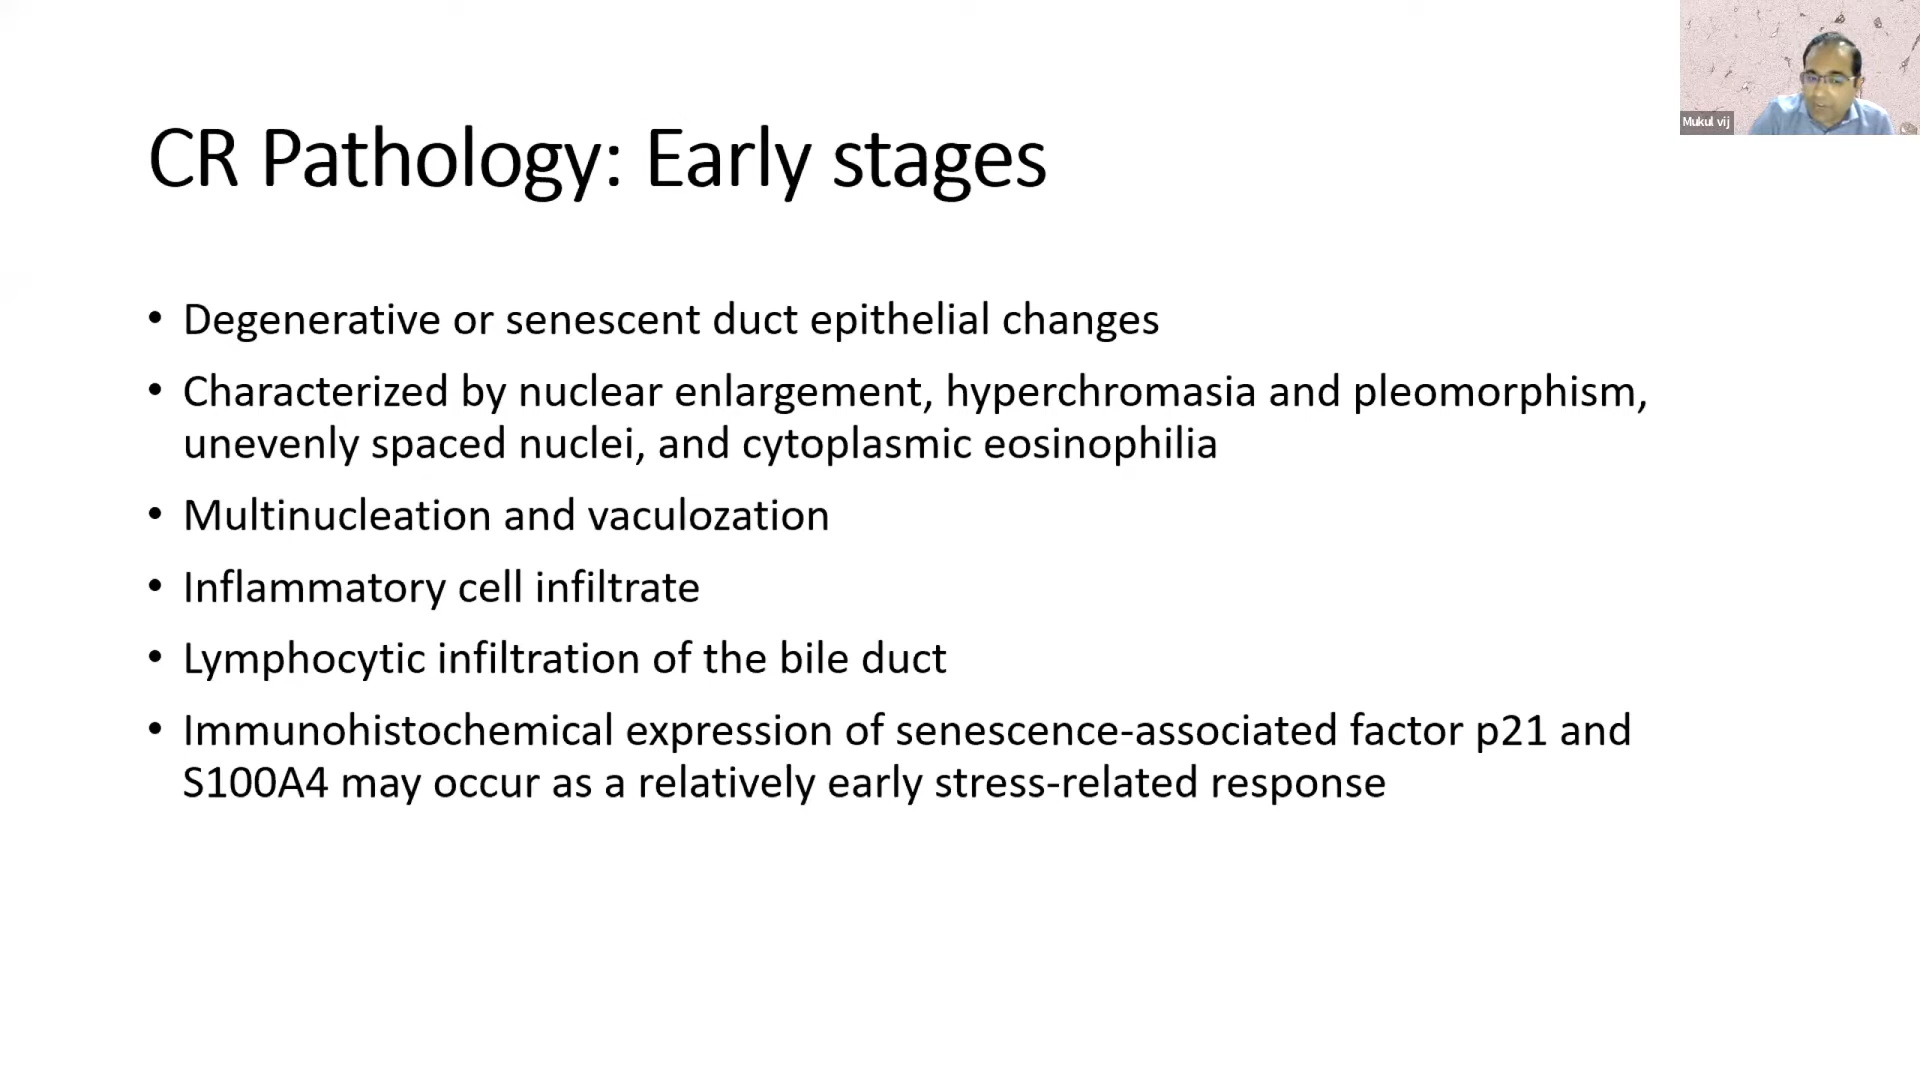 Mukul vij
CR Pathology: Early stages
• Degenerative or senescent duct epithelial changes
• Characterized by nuclear enlargement, hyperchromasia and pleomorphism,
unevenly spaced nuclei, and cytoplasmic eosinophilia
• Multinucleation and vaculozation
• Inflammatory cell infiltrate
• Lymphocytic infiltration of the bile duct
• Immunohistochemical expression of senescence-associated factor p21 and
S100A4 may occur as a relatively early stress-related response